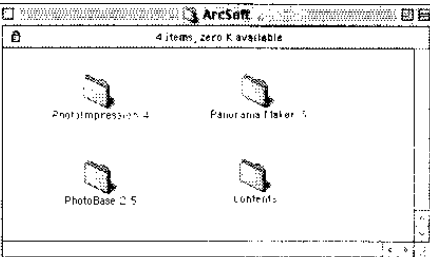 ArcSoft
4 items, zero K available
PhotoImpression 4
Panorama Maker 3
PhotoBase 2.5
contents